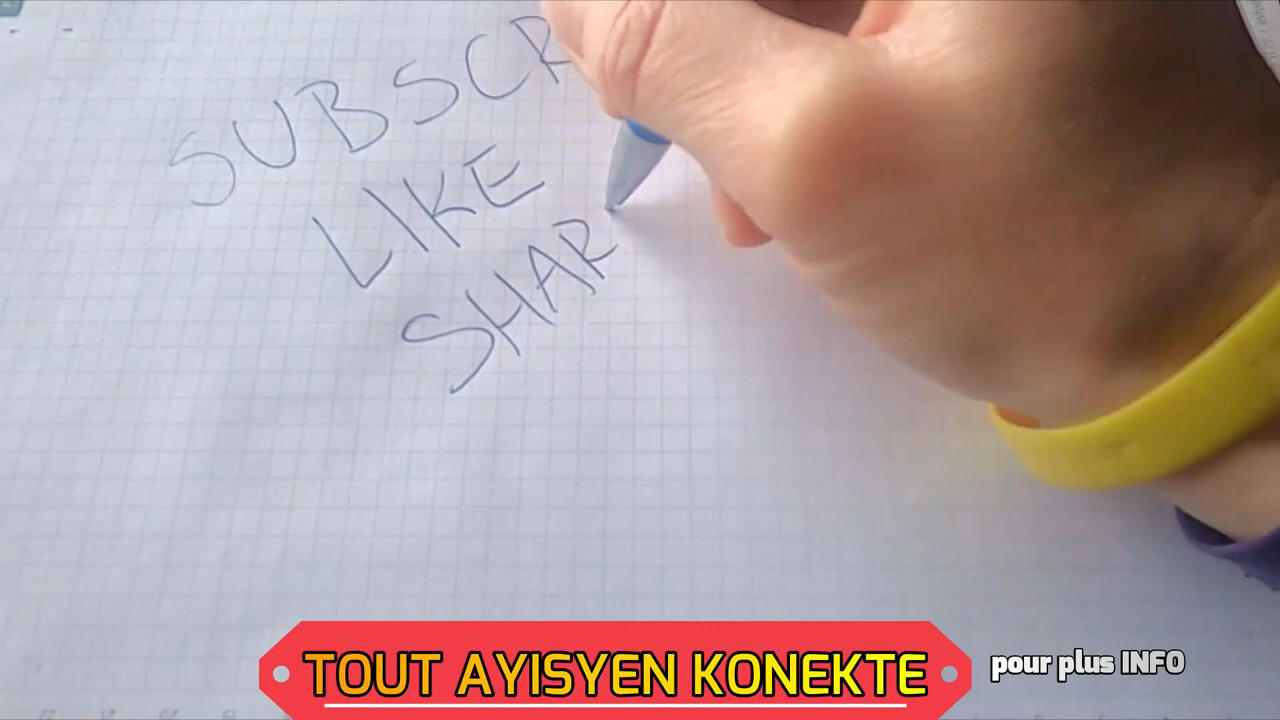 SUBSCR
LIKE
SHAR
TOUT AYISYEN KONEKTE
pour plus INFO